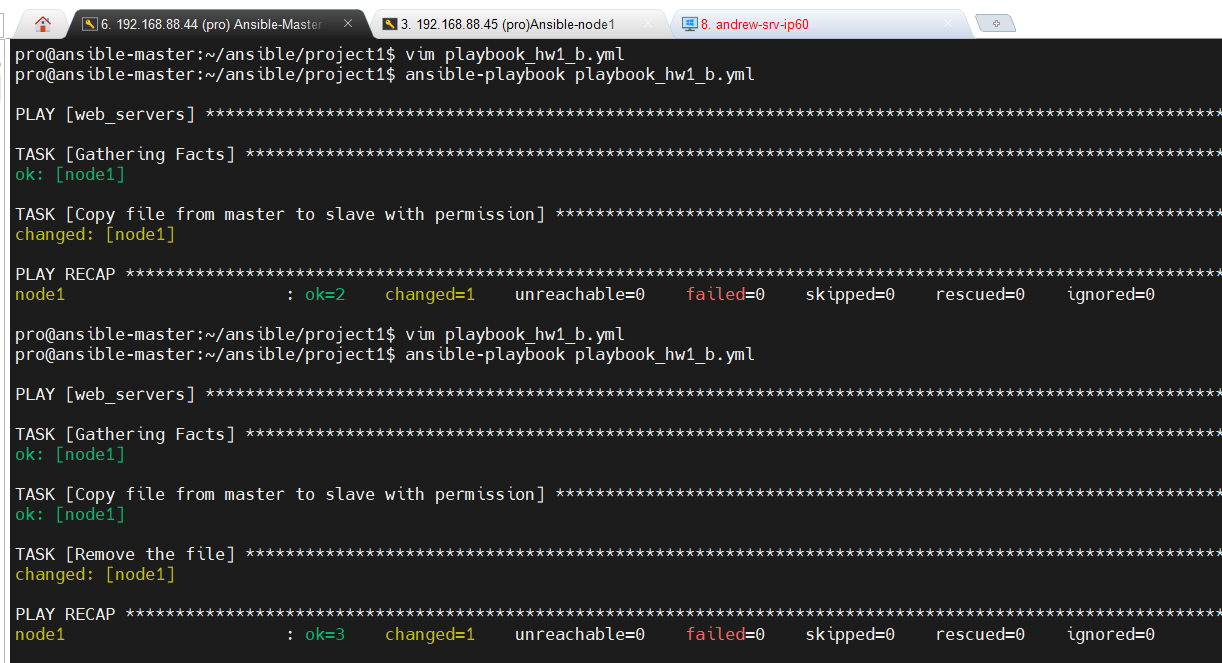 6. 192.168.88.44 (pro) Ansible-Master
3. 192.168.88.45 (pro)Ansible-node1
8. andrew-srv-ip60
pro@ansible-master:~/ansible/project1$ vim playbook_hw1_b.yml
pro@ansible-master:~/ansible/project1$ ansible-playbook playbook_hw1_b.yml
PLAY [web_servers] *****************************************************************************************************
TASK [Gathering Facts] *************************************************************************************************
ok: [node1]
TASK [Copy file from master to slave with permission] ******************************************************************
changed: [node1]
PLAY RECAP *************************************************************************************************************
node1 : ok=2 changed=1 unreachable=0 failed=0 skipped=0 rescued=0 ignored=0
pro@ansible-master:~/ansible/project1$ vim playbook_hw1_b.yml
pro@ansible-master:~/ansible/project1$ ansible-playbook playbook_hw1_b.yml
PLAY [web_servers] *****************************************************************************************************
TASK [Gathering Facts] *************************************************************************************************
ok: [node1]
TASK [Copy file from master to slave with permission] ******************************************************************
ok: [node1]
TASK [Remove the file] *************************************************************************************************
changed: [node1]
PLAY RECAP *************************************************************************************************************
node1 : ok=3 changed=1 unreachable=0 failed=0 skipped=0 rescued=0 ignored=0